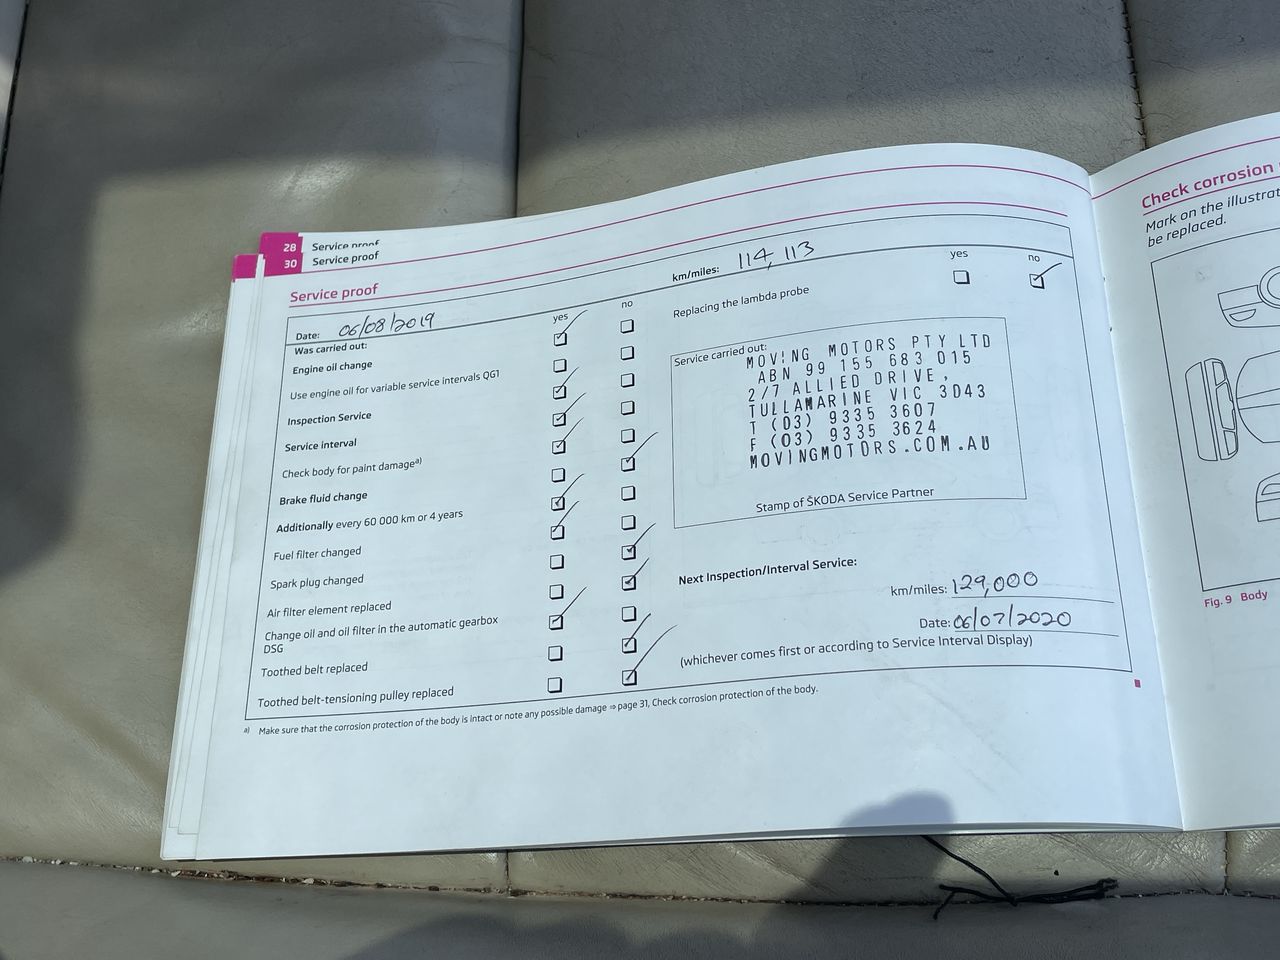 28 Service proof
30 Service proof
Service proof
Date: 06/08/2019
km/miles: 114,113
Was carried out:
yes no
Engine oil change
Use engine oil for variable service intervals QG1
Inspection Service
Service interval
Check body for paint damage a)
Brake fluid change
Additionally every 60 000 km or 4 years
Fuel filter changed
Spark plug changed
Air filter element replaced
Change oil and oil filter in the automatic gearbox
DSG
Toothed belt replaced
Toothed belt-tensioning pulley replaced
yes no
Replacing the lambda probe
Service carried out:
MOVING MOTORS PTY LTD
ABN 99 155 683 015
2/7 ALLIED DRIVE,
TULLAMARINE VIC 3043
T (03) 9335 3607
F (03) 9335 3624
MOVINGMOTORS.COM.AU
Stamp of ŠKODA Service Partner
Next Inspection/Interval Service:
km/miles: 129,000
Date: 06/07/2020
(whichever comes first or according to Service Interval Display)
a) Make sure that the corrosion protection of the body is intact or note any possible damage ⇒ page 31, Check corrosion protection of the body.
Check corrosion
Mark on the illustrat
be replaced.
Fig. 9 Body